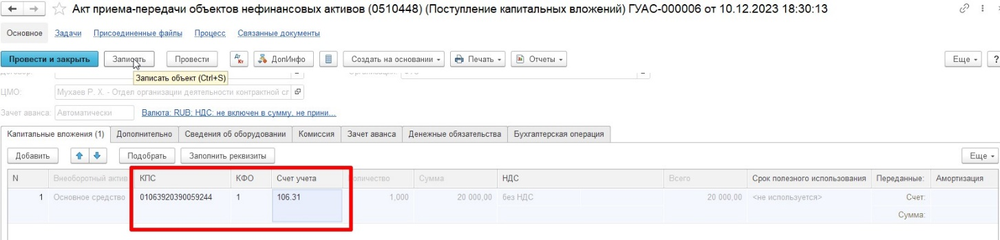 Акт приема-передачи объектов нефинансовых активов (0510448) (Поступление капитальных вложений) ГУАС-000006 от 10.12.2023 18:30:13
Основное Задачи Присоединенные файлы Процесс Связанные документы
Провести и закрыть Записать Провести Дт Кт ДопИнфо Создать на основании Печать Отчеты Еще ?
Записать объект (Ctrl+S)
ЦМО: Мухаев Р. Х. - Отдел организации деятельности контрактной сл
Зачет аванса: Автоматически Валюта: RUB; НДС: не включен в сумму, не прини...
Капитальные вложения (1) Дополнительно Сведения об оборудовании Комиссия Зачет аванса Денежные обязательства Бухгалтерская операция
Добавить Подобрать Заполнить реквизиты Еще
N Внеоборотный актив КПС КФО Счет учета Количество Сумма НДС Всего Срок полезного использования Переданные: Амортизация
1 Основное средство 01063920390059244 1 106.31 1,000 20 000,00 без НДС 20 000,00 <не используется> Счет:
Сумма: